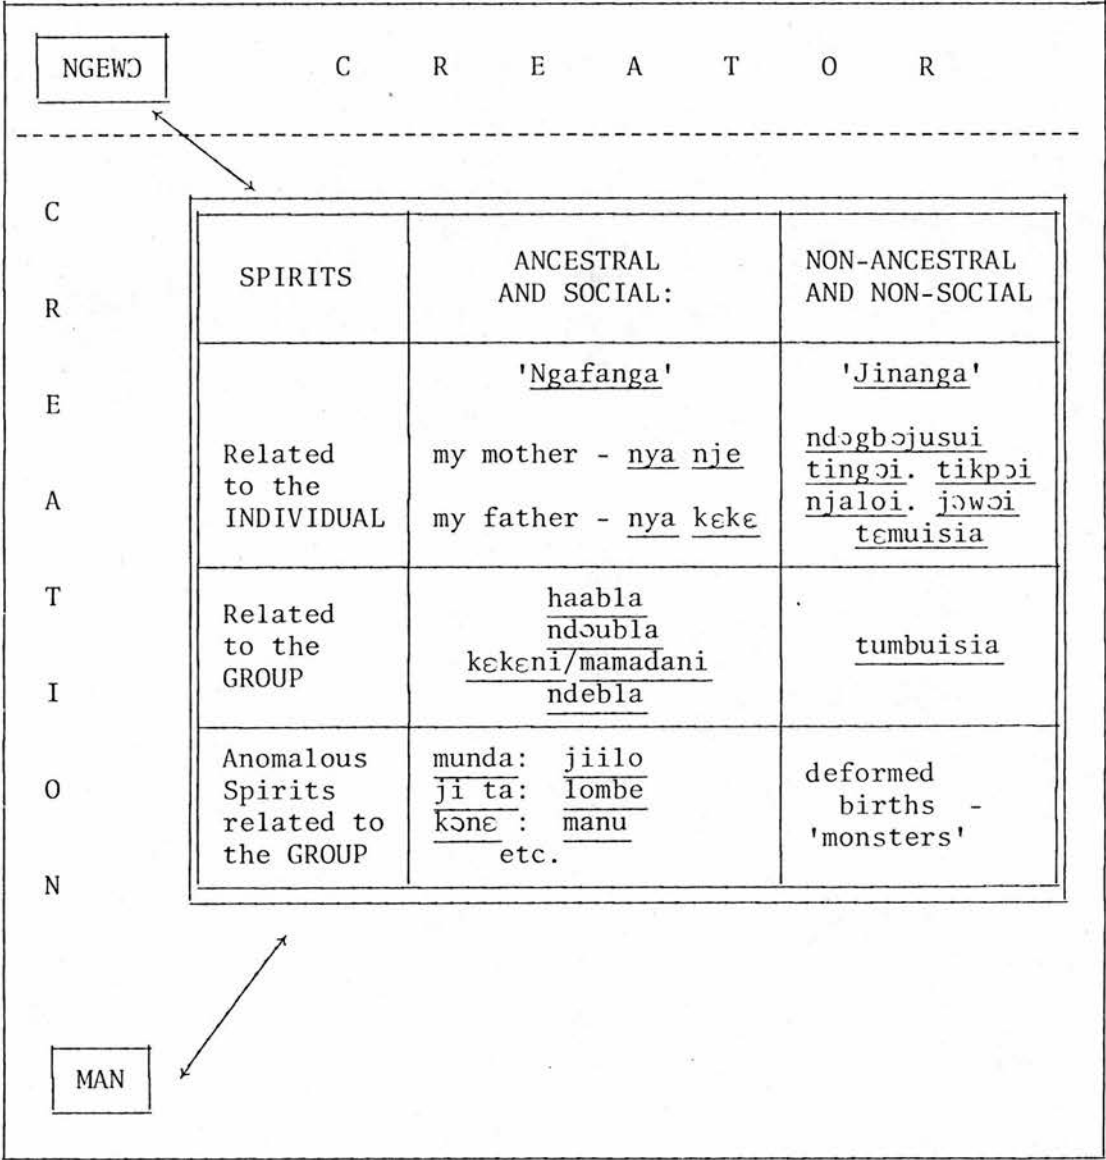 NGEWƆ
C R E A T O R
C R E A T I O N
SPIRITS
ANCESTRAL
AND SOCIAL:
NON-ANCESTRAL
AND NON-SOCIAL
Related
to the
INDIVIDUAL
'Ngafanga'
my mother - nya nje
my father - nya kɛkɛ
'Jinanga'
ndɔgbɔjusui
tingɔi. tikpɔi
njaloi. jɔwɔi
tɛmuisia
Related
to the
GROUP
haabla
ndɔubla
kɛkɛni/mamadani
ndebla
tumbuisia
Anomalous
Spirits
related to
the GROUP
munda: jiilo
ji ta: lombe
kɔnɛ : manu
etc.
deformed
births -
'monsters'
MAN